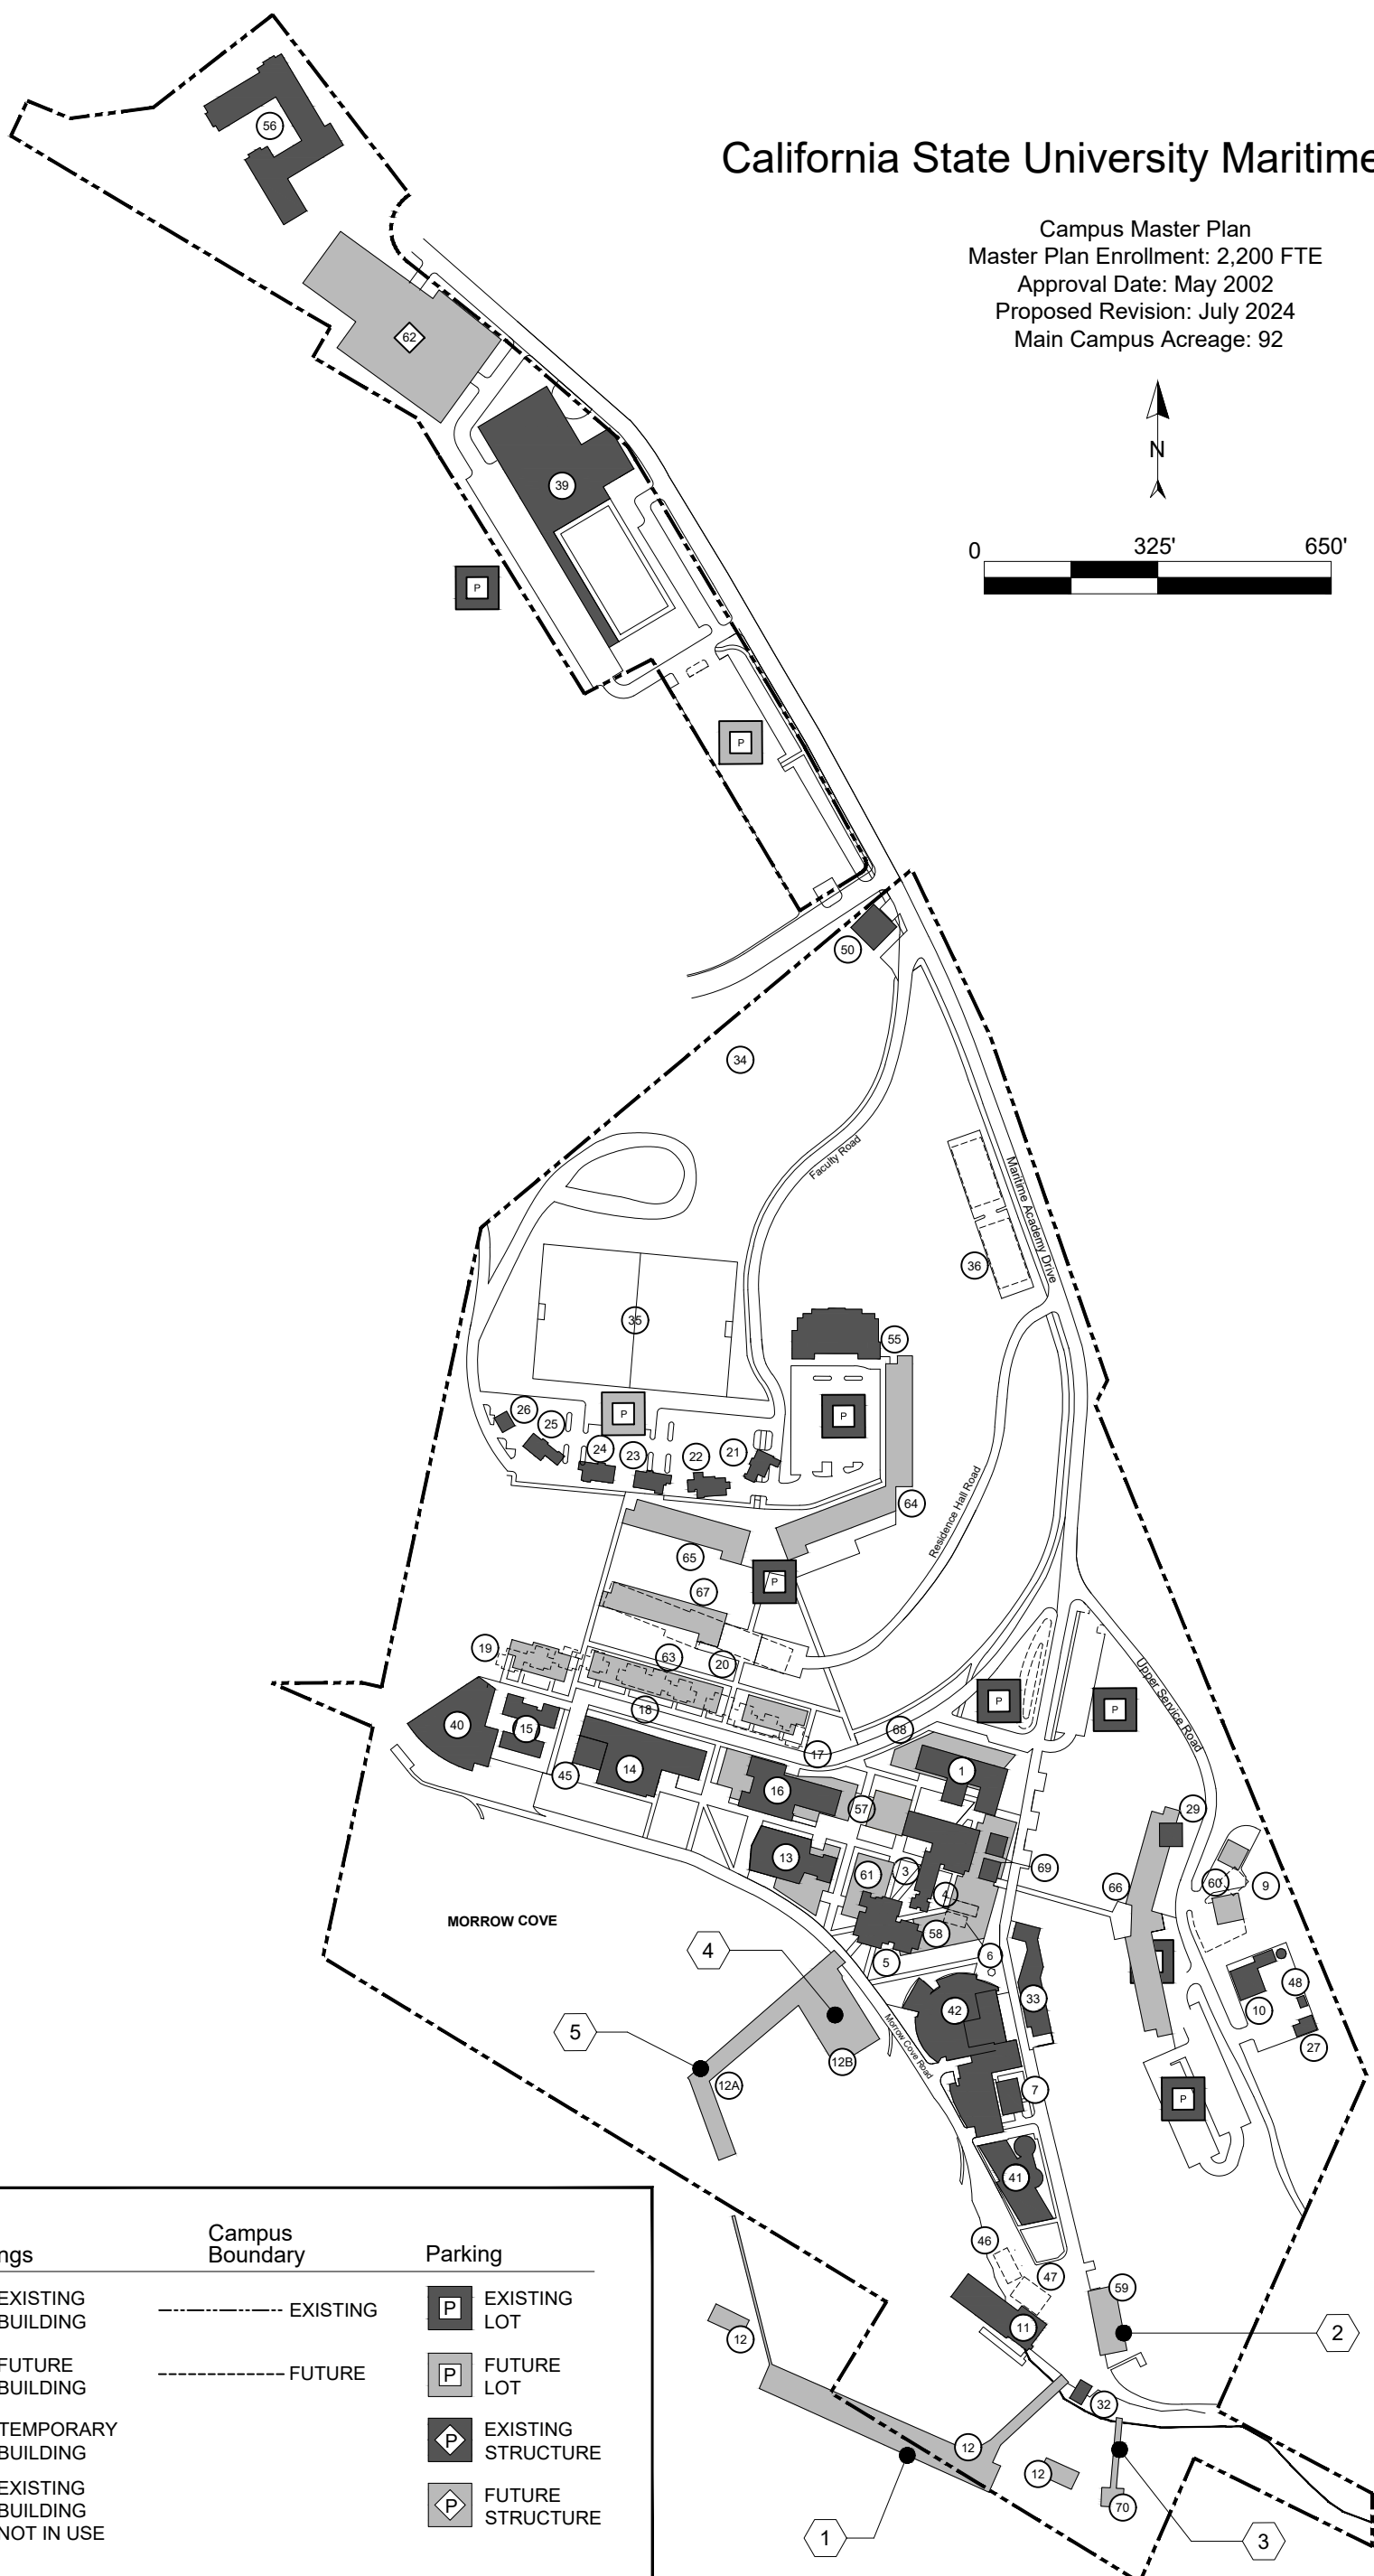 California State University Maritime
Campus Master Plan
Master Plan Enrollment: 2,200 FTE
Approval Date: May 2002
Proposed Revision: July 2024
Main Campus Acreage: 92
N
0 325' 650'
56
62
39
P
P
50
34
Faculty Road
Maritime Academy Drive
36
35
55
P
P
26
25
24
23
22
21
64
Residence Hall Road
65
P
67
19
63
20
18
17
68
P
P
Upper Service Road
40
15
45
14
16
1
57
29
13
61
3
4
69
66
60
9
58
6
5
MORROW COVE
4
5
42
33
48
10
27
12B
12A
Morrow Cove Road
7
P
41
46
47
59
11
2
12
32
12
12
70
1
3
ngs
Campus
Boundary
Parking
EXISTING
BUILDING
EXISTING
P
EXISTING
LOT
FUTURE
BUILDING
FUTURE
P
FUTURE
LOT
TEMPORARY
BUILDING
P
EXISTING
STRUCTURE
EXISTING
BUILDING
NOT IN USE
P
FUTURE
STRUCTURE